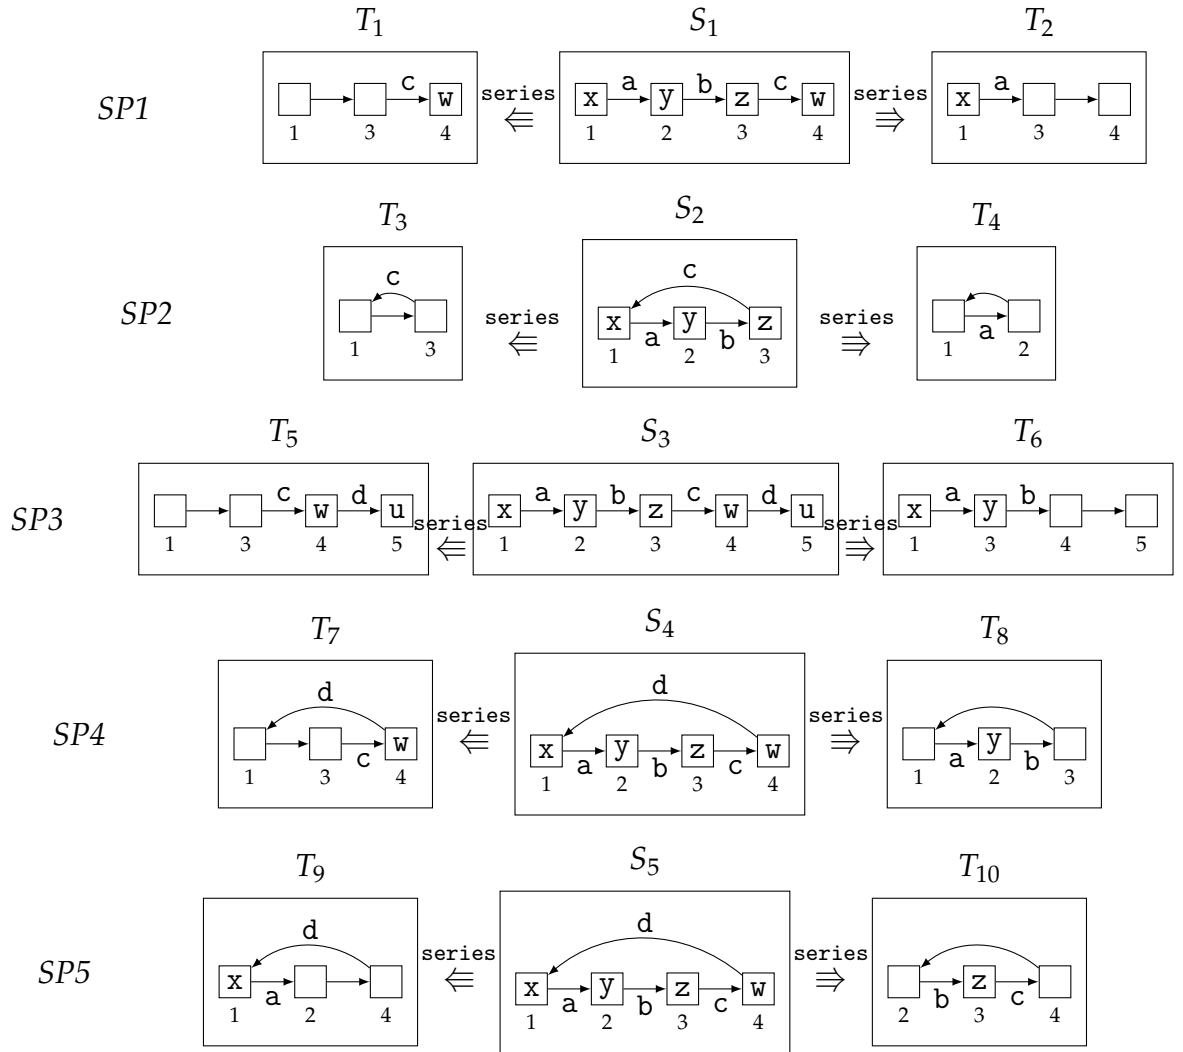 T₁ S₁ T₂
SP1
c
w
1 3 4
series
a b c
x y z w
1 2 3 4
series
a
x
1 3 4
T₃ S₂ T₄
SP2
c
1 3
series
c
x y z
a b
1 2 3
series
a
1 2
T₅ S₃ T₆
SP3
c d
w u
1 3 4 5
series
a b c d
x y z w u
1 2 3 4 5
series
a b
x y
1 3 4 5
T₇ S₄ T₈
SP4
d
w
c
1 3 4
series
d
x y z w
a b c
1 2 3 4
series
y
a b
1 2 3
T₉ S₅ T₁₀
SP5
d
x
a
1 2 4
series
d
x y z w
a b c
1 2 3 4
series
z
b c
2 3 4